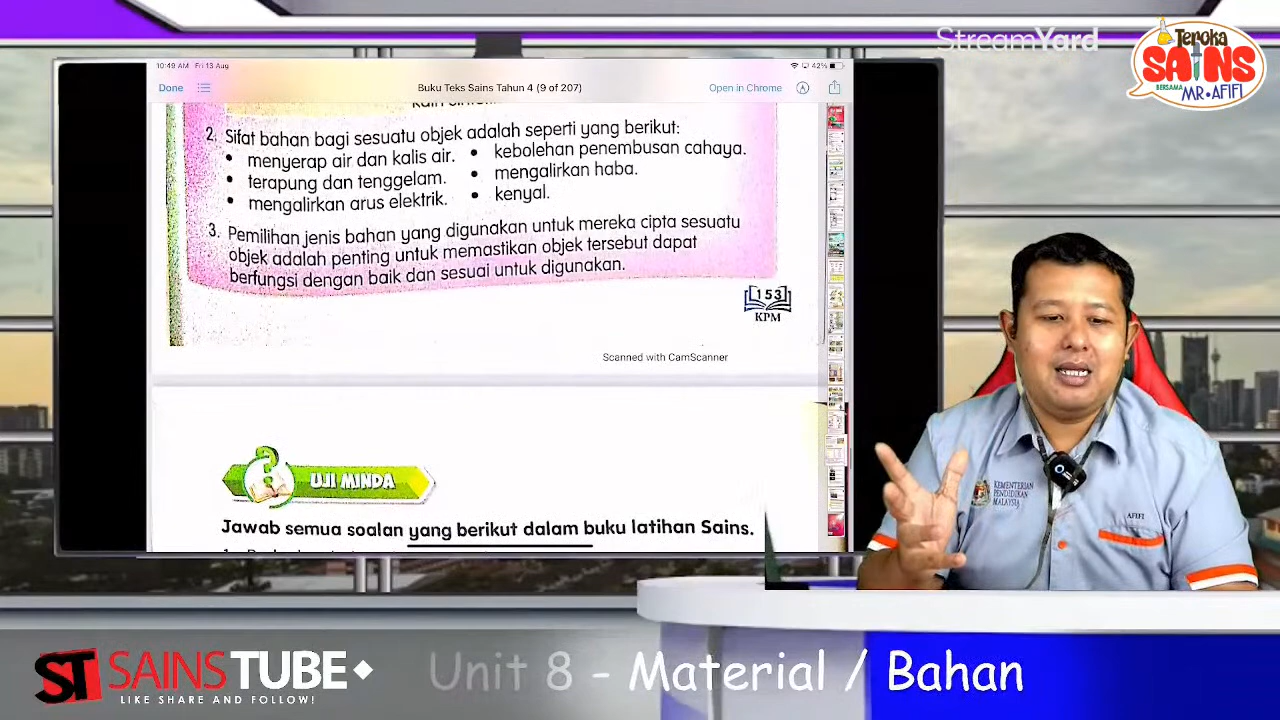 StreamYard
Teroka
SAINS
BERSAMA
MR•AFIFI
10:49 AM Fri 13 Aug
42%
Done
Buku Teks Sains Tahun 4 (9 of 207)
Open in Chrome
2. Sifat bahan bagi sesuatu objek adalah seperti yang berikut:
• menyerap air dan kalis air. • kebolehan penembusan cahaya.
• terapung dan tenggelam. • mengalirkan haba.
• mengalirkan arus elektrik. • kenyal.
3. Pemilihan jenis bahan yang digunakan untuk mereka cipta sesuatu
objek adalah penting untuk memastikan objek tersebut dapat
berfungsi dengan baik dan sesuai untuk digunakan.
153
KPM
Scanned with CamScanner
UJI MINDA
Jawab semua soalan yang berikut dalam buku latihan Sains.
KEMENTERIAN
PENDIDIKAN
MALAYSIA
AFIFI
ST SAINSTUBE
LIKE SHARE AND FOLLOW!
Unit 8 - Material / Bahan